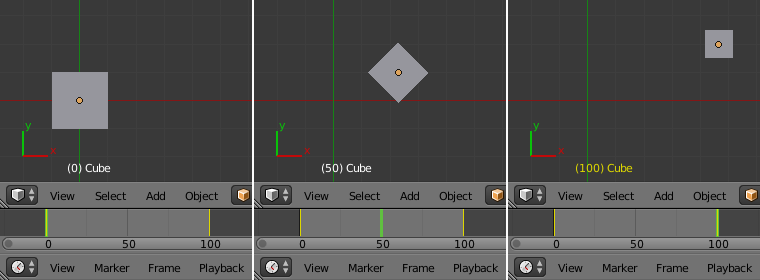 y
x
(0) Cube
View Select Add Object
0 50 100
View Marker Frame Playback
y
x
(50) Cube
View Select Add Object
0 50 100
View Marker Frame Playback
y
x
(100) Cube
View Select Add Object
0 50 100
View Marker Frame Playback